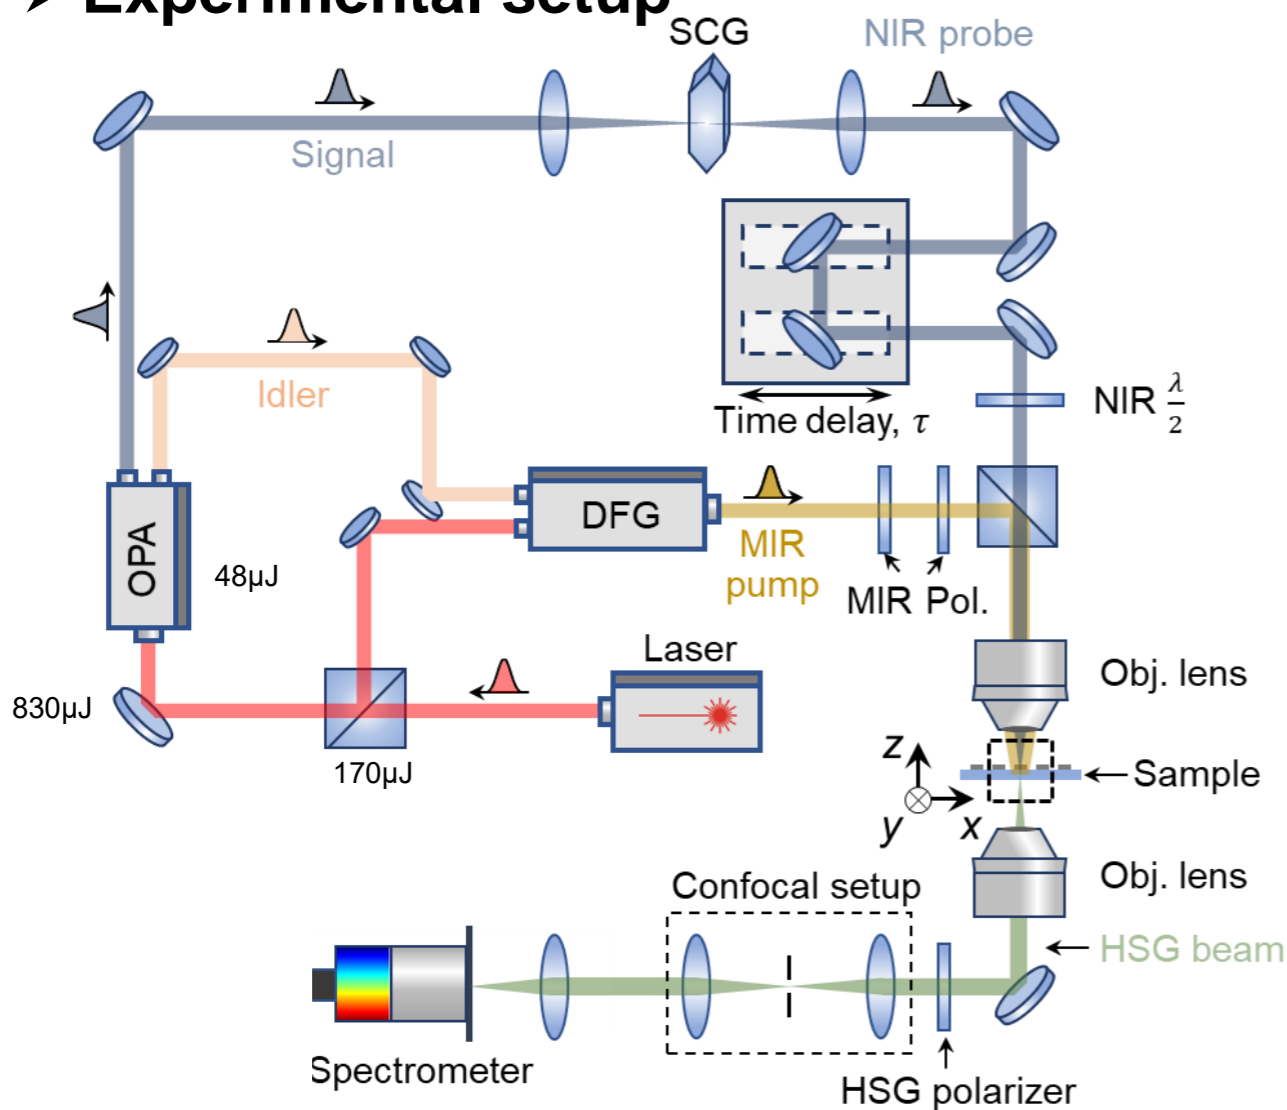 ➤ Experimental setup
SCG
NIR probe
Signal
Idler
Time delay, τ
NIR λ/2
OPA
DFG
48µJ
MIR
pump
MIR Pol.
Laser
Obj. lens
830µJ
170µJ
z
Sample
y
x
Obj. lens
Confocal setup
HSG beam
Spectrometer
HSG polarizer